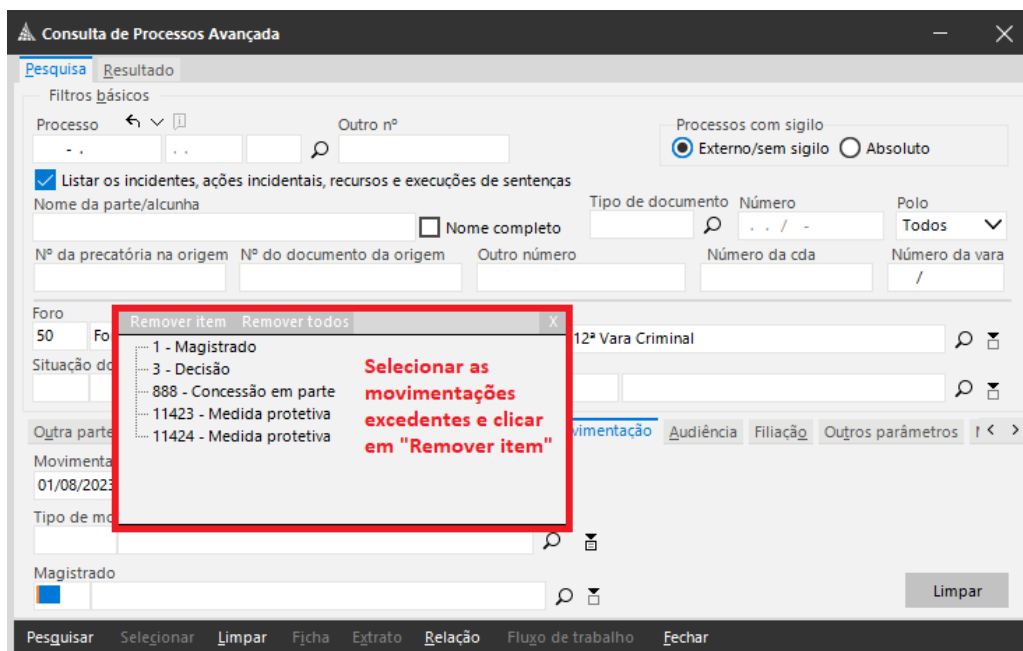 Consulta de Processos Avançada
Pesquisa Resultado
Filtros básicos
Processo Outro nº Processos com sigilo
- . . . Externo/sem sigilo Absoluto
Listar os incidentes, ações incidentais, recursos e execuções de sentenças
Nome da parte/alcunha Tipo de documento Número Polo
Nome completo . . / - Todos
Nº da precatória na origem Nº do documento da origem Outro número Número da cda Número da vara
/
Foro
Remover item Remover todos X
50 Fo 12ª Vara Criminal
1 - Magistrado
Situação do
3 - Decisão
888 - Concessão em parte
11423 - Medida protetiva
11424 - Medida protetiva
Selecionar as
movimentações
excedentes e clicar
em "Remover item"
Outra parte vimentação Audiência Filiação Outros parâmetros
Movimenta
01/08/2023
Tipo de mo
Magistrado
Limpar
Pesquisar Selecionar Limpar Ficha Extrato Relação Fluxo de trabalho Fechar